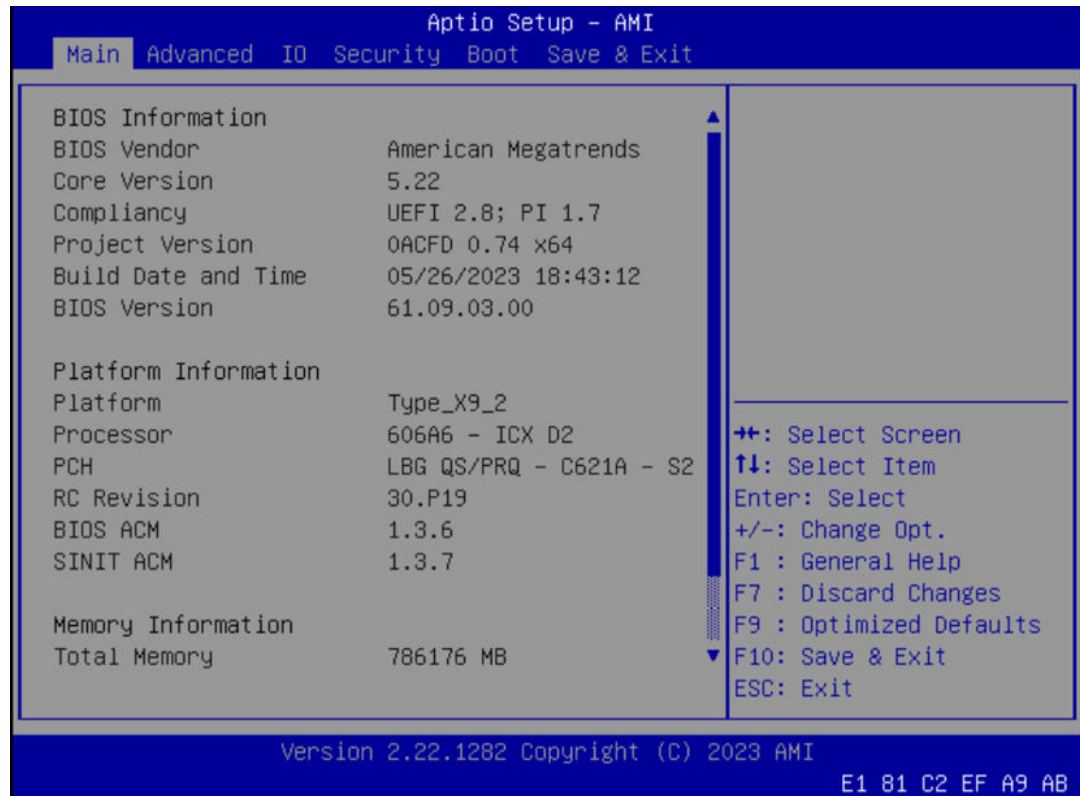 Aptio Setup – AMI
Main Advanced IO Security Boot Save & Exit
BIOS Information
BIOS Vendor American Megatrends
Core Version 5.22
Compliancy UEFI 2.8; PI 1.7
Project Version 0ACFD 0.74 x64
Build Date and Time 05/26/2023 18:43:12
BIOS Version 61.09.03.00
Platform Information
Platform Type_X9_2
Processor 606A6 – ICX D2
PCH LBG QS/PRQ – C621A – S2
RC Revision 30.P19
BIOS ACM 1.3.6
SINIT ACM 1.3.7
Memory Information
Total Memory 786176 MB
→←: Select Screen
↑↓: Select Item
Enter: Select
+/-: Change Opt.
F1 : General Help
F7 : Discard Changes
F9 : Optimized Defaults
F10: Save & Exit
ESC: Exit
Version 2.22.1282 Copyright (C) 2023 AMI
E1 81 C2 EF A9 AB